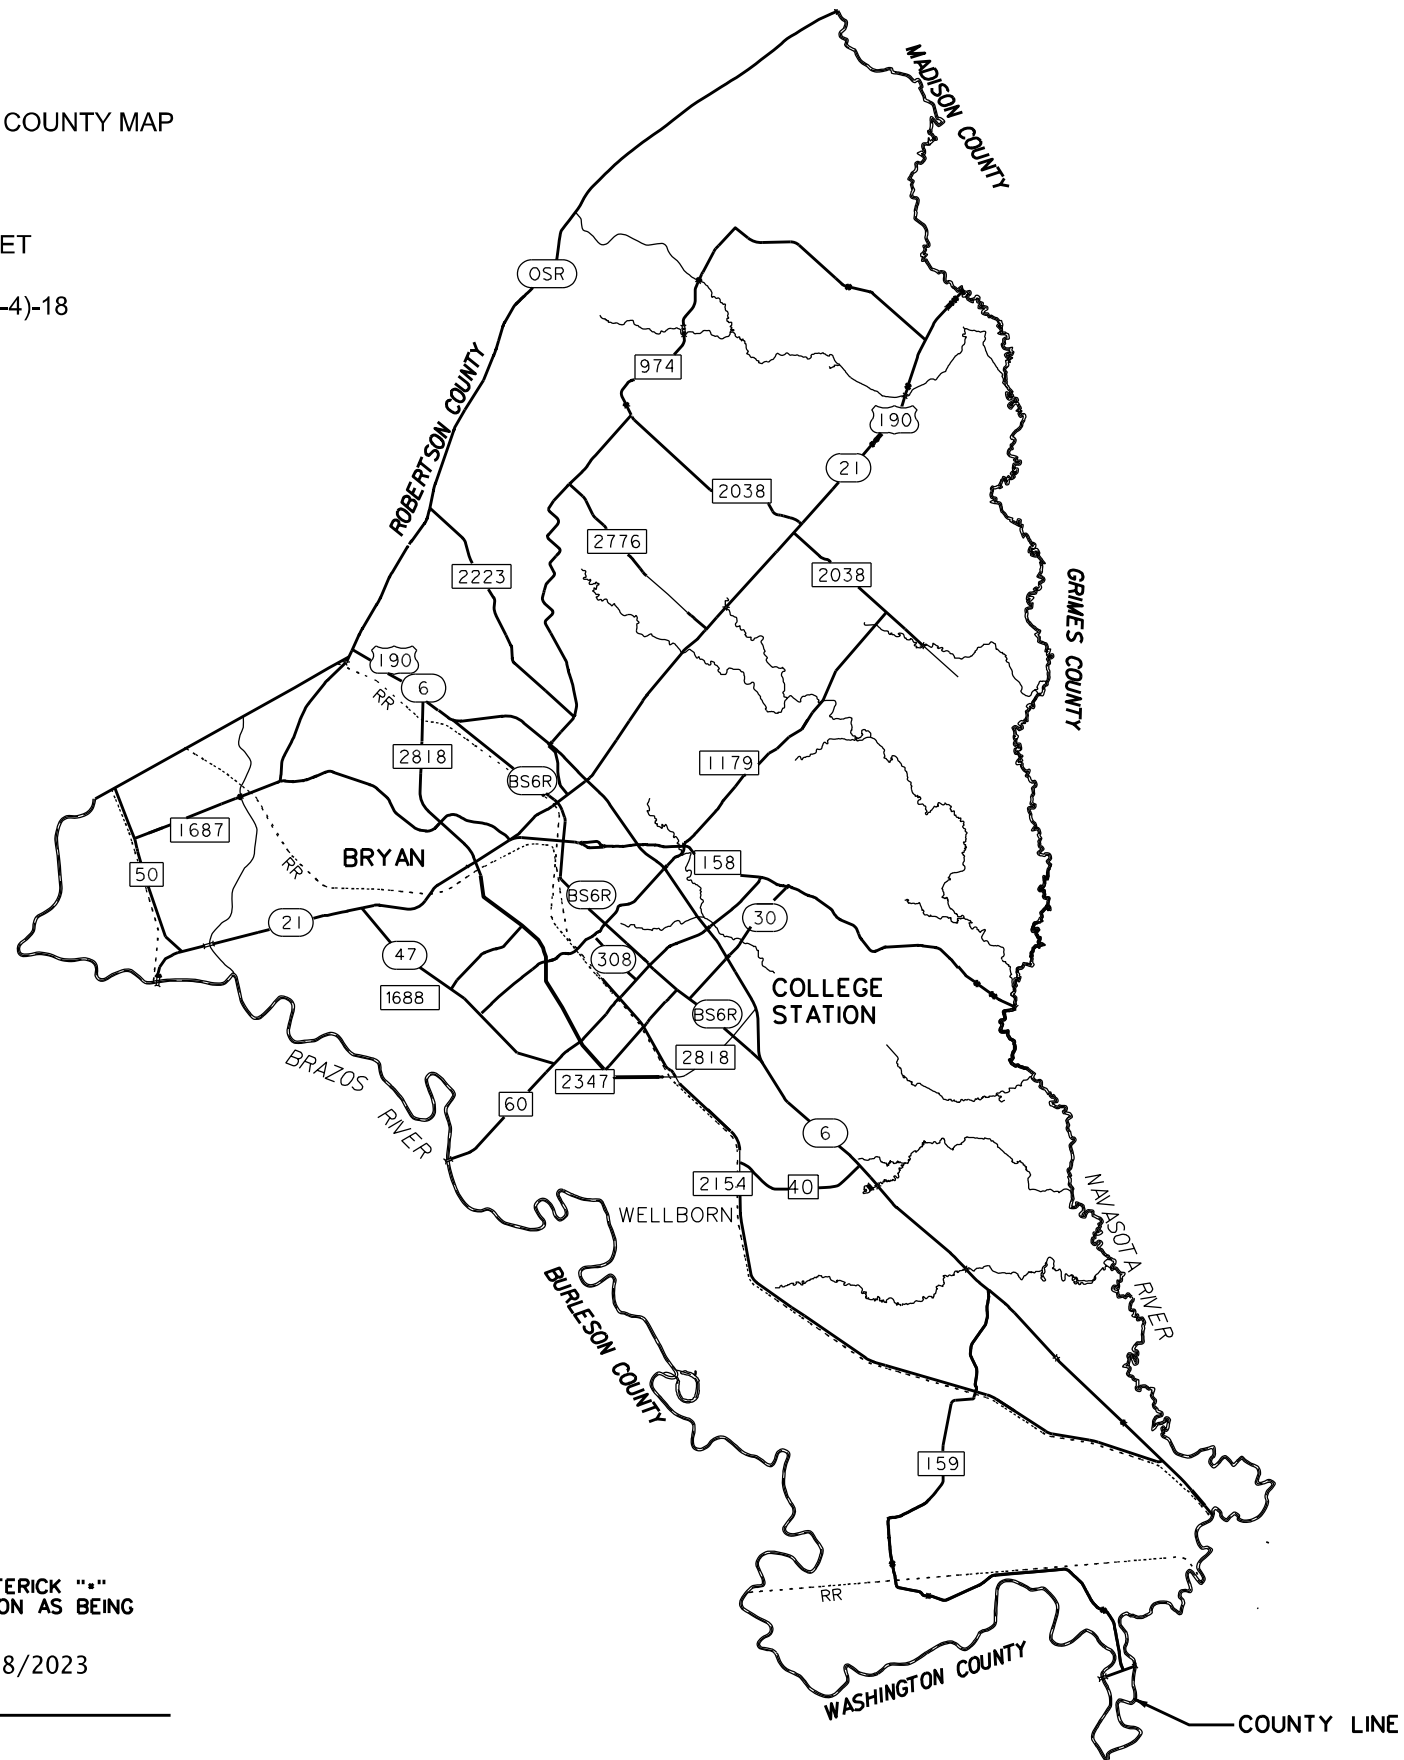 COUNTY MAP
ET
-4)-18
MADISON COUNTY
OSR
ROBERTSON COUNTY
974
190
21
2038
2776
2223
2038
GRIMES COUNTY
190
6
RR
2818
BS6R
1179
1687
BRYAN
RR
50
158
BS6R
21
30
47
308
1688
COLLEGE
STATION
BS6R
2818
BRAZOS
RIVER
2347
60
6
2154
40
WELLBORN
NAVASOTA RIVER
BURLESON COUNTY
159
RR
TERICK "*"
ON AS BEING
8/2023
WASHINGTON COUNTY
COUNTY LINE